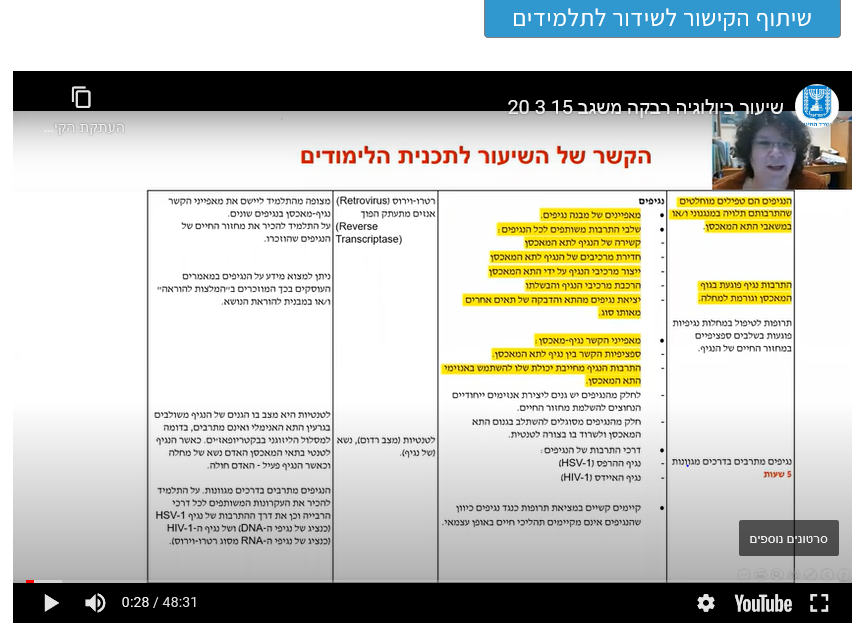 שיתוף הקישור לשידור לתלמידים
שיעור ביולוגיה רבקה משגב 15 3 20
העתקת הקי...
הקשר של השיעור לתכנית הלימודים
הנגיפים הם טפילים מוחלטים
שהתרבותם תלויה במנגנוני ו/או
במשאבי התא המאכסן.
התרבות נגיף פוגעת בגוף
המאכסן וגורמת למחלה.
תרופות לטיפול במחלות נגיפיות
פוגעות בשלבים ספציפיים
במחזור החיים של הנגיף.
נגיפים מתרבים בדרכים מגוונות
5 שעות
נגיפים
• מאפיינים של מבנה נגיפים.
• שלבי התרבות משותפים לכל הנגיפים:
- קשירה של הנגיף לתא המאכסן
- חדירת מרכיבים של הנגיף לתא המאכסן
- ייצור מרכיבי הנגיף על ידי התא המאכסן
- הרכבת מרכיבי הנגיף והבשלתו
- יציאת נגיפים מהתא והדבקה של תאים אחרים
מאותו סוג.
• מאפייני הקשר נגיף-מאכסן:
- ספציפיות הקשר בין נגיף לתא המאכסן.
- התרבות הנגיף מחייבת יכולת שלו להשתמש באנזימי
התא המאכסן.
- לחלק מהנגיפים יש גנים ליצירת אנזימים ייחודיים
הנחוצים להשלמת מחזור החיים.
- חלק מהנגיפים מסוגלים להשתלב בגנום התא
המאכסן ולשרוד בו בצורה לטנטית.
• דרכי התרבות של הנגיפים:
- נגיף ההרפס (HSV-1)
- נגיף האיידס (HIV-1)
• קיימים קשיים במציאת תרופות כנגד נגיפים כיוון
שהנגיפים אינם מקיימים תהליכי חיים באופן עצמאי.
רטרו-וירוס (Retrovirus)
אנזים מתעתק הפוך
(Reverse
Transcriptase)
לטנטיות (מצב רדום), נשא
(של נגיף).
מצופה מהתלמיד ליישם את מאפייני הקשר
נגיף-מאכסן בנגיפים שונים.
על התלמיד להכיר את מחזור החיים של
הנגיפים שהוזכרו.
ניתן למצוא מידע על הנגיפים במאמרים
העוסקים בכך המוזכרים ב"המלצות להוראה"
ו/או במבנית להוראת הנושא.
לטנטיות היא מצב בו הגנים של הנגיף משולבים
בגרעין התא האנימלי ואינם מתרבים, בדומה
למסלול הליזוגני בבקטריופאז'ים. כאשר הנגיף
לטנטי בתאי המאכסן האדם נשא של מחלה
וכאשר הנגיף פעיל - האדם חולה.
הנגיפים מתרבים בדרכים מגוונות. על התלמיד
להכיר את העקרונות המשותפים לכל דרכי
הרבייה וכן את דרך ההתרבות של נגיף HSV-1
(כנציג של נגיפי ה-DNA) ושל נגיף ה-HIV-1
(כנציג של נגיפי ה-RNA מסוג רטרו-וירוס).
סרטונים נוספים
0:28 / 48:31
YouTube